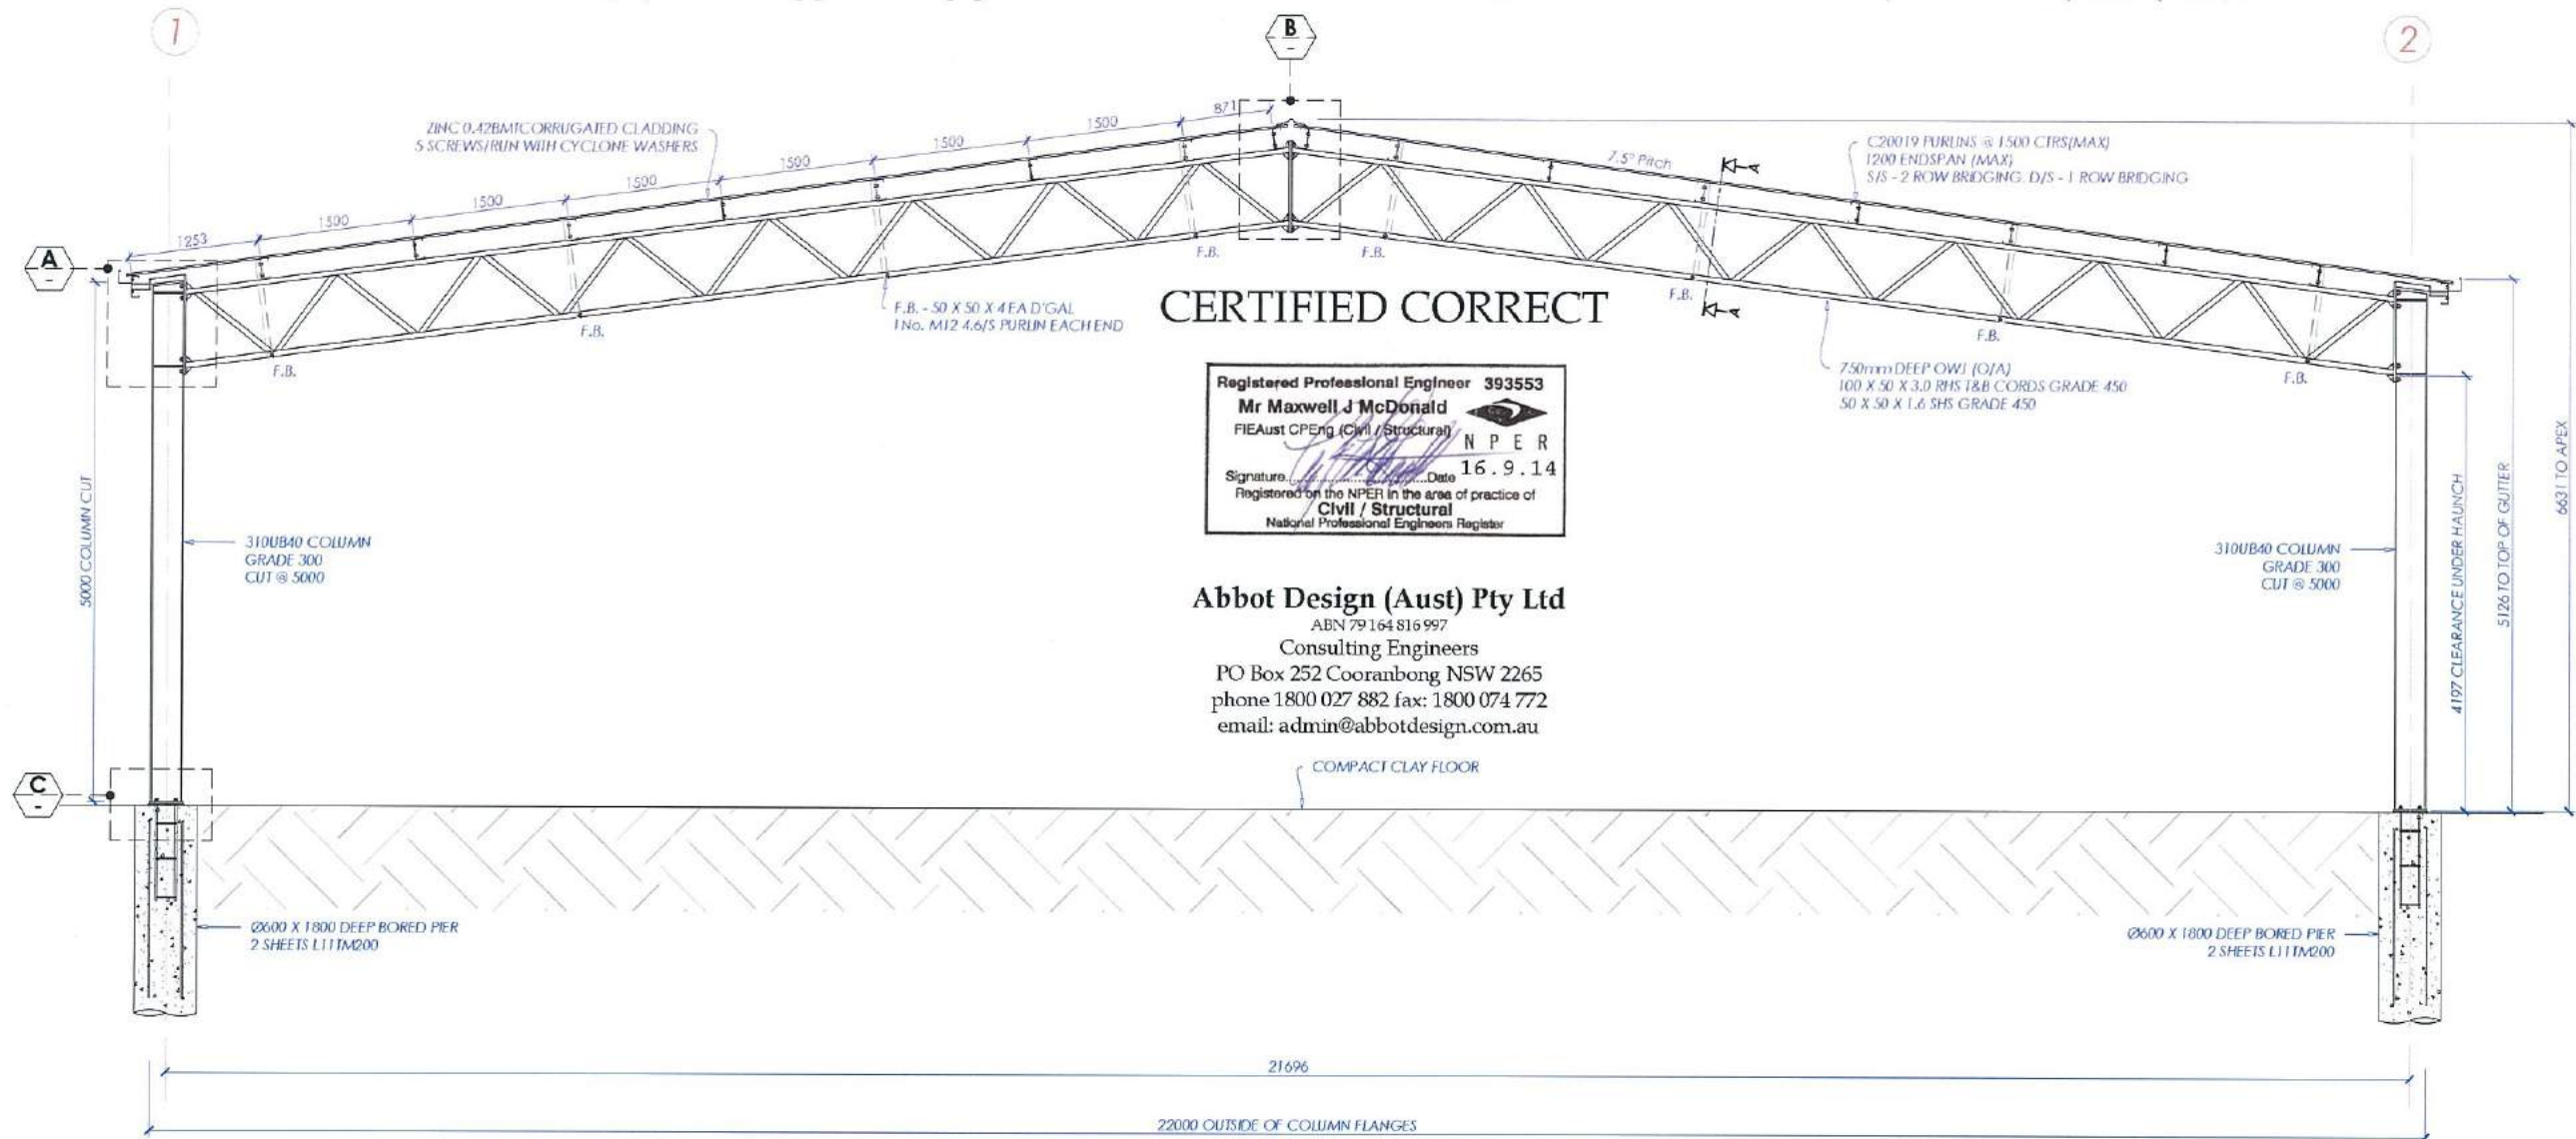 1
B
-
2
871
1500
1500
1500
1500
1500
1500
1253
ZINC 0.42BMT CORRUGATED CLADDING
5 SCREWS/RUN WITH CYCLONE WASHERS
7.5° Pitch
A
C20019 PURLINS @ 1500 CTRS(MAX)
1200 ENDSPAN (MAX)
S/S - 2 ROW BRIDGING. D/S - 1 ROW BRIDGING
A
-
F.B.
F.B.
F.B.
F.B.
F.B.
F.B.
F.B.
F.B. - 50 X 50 X 4 EA D'GAL
1 No. M12 4.6/S PURLIN EACH END
A
CERTIFIED CORRECT
750mm DEEP OWJ (O/A)
100 X 50 X 3.0 RHS T&B CORDS GRADE 450
50 X 50 X 1.6 SHS GRADE 450
Registered Professional Engineer 393553
Mr Maxwell J McDonald
FIEAust CPEng (Civil / Structural)
N P E R
Signature..........Date 16.9.14
Registered on the NPER in the area of practice of
Civil / Structural
National Professional Engineers Register
5000 COLUMN CUT
310UB40 COLUMN
GRADE 300
CUT @ 5000
310UB40 COLUMN
GRADE 300
CUT @ 5000
4197 CLEARANCE UNDER HAUNCH
5126 TO TOP OF GUTTER
6631 TO APEX
Abbot Design (Aust) Pty Ltd
ABN 79 164 816 997
Consulting Engineers
PO Box 252 Cooranbong NSW 2265
phone 1800 027 882 fax: 1800 074 772
email: admin@abbotdesign.com.au
COMPACT CLAY FLOOR
C
-
Ø600 X 1800 DEEP BORED PIER
2 SHEETS L11TM200
Ø600 X 1800 DEEP BORED PIER
2 SHEETS L11TM200
21696
22000 OUTSIDE OF COLUMN FLANGES